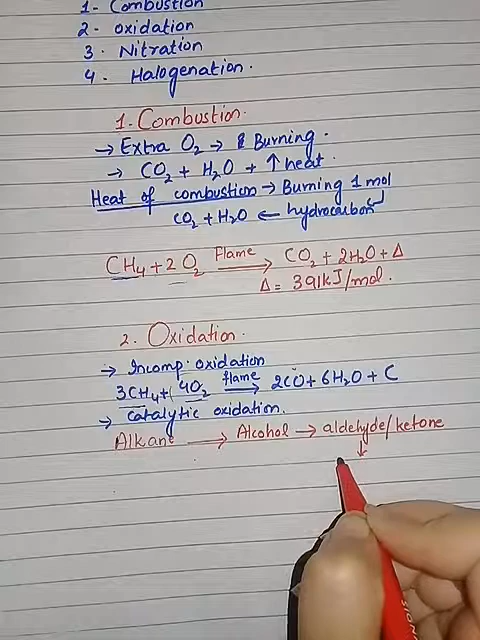 1- Combustion
2- oxidation
3. Nitration
4. Halogenation.
1. Combustion.
→ Extra O₂ → Burning.
→ CO₂ + H₂O + ↑ heat.
Heat of combustion → Burning 1 mol
CO₂ + H₂O ← hydrocarbon
CH₄ + 2O₂ Flame → CO₂ + 2H₂O + Δ
Δ = 391kJ/mol.
2. Oxidation.
→ Incomp. oxidation
3CH₄ + 4O₂ flame → 2CO + 6H₂O + C
→ catalytic oxidation.
Alkane → Alcohol → aldehyde/ketone
↓